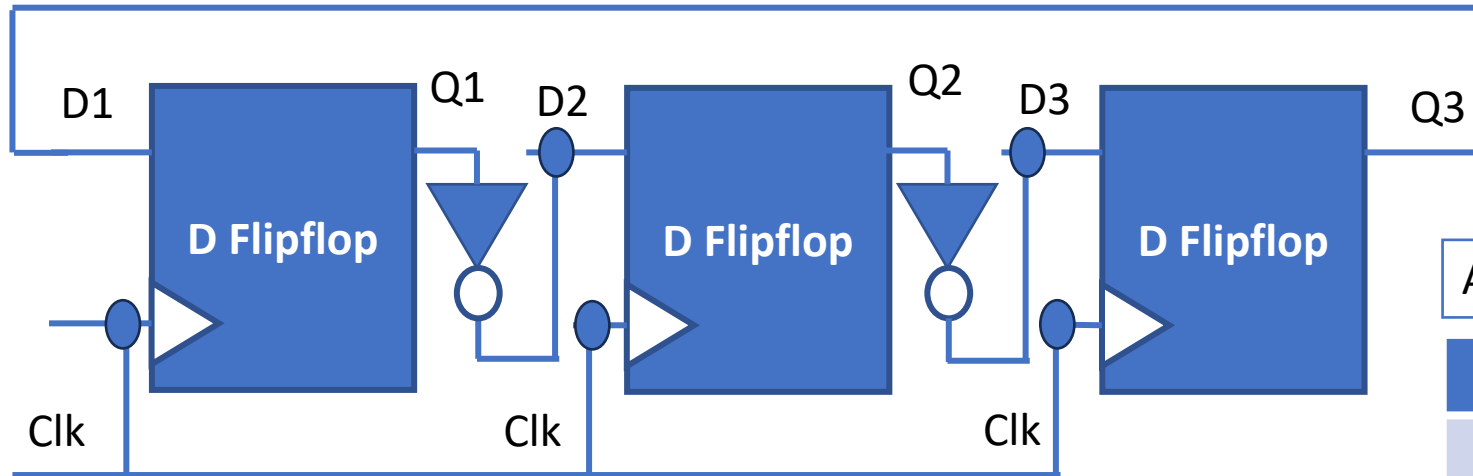 D1
Q1
D2
Q2
D3
Q3
D Flipflop
D Flipflop
D Flipflop
A
Clk
Clk
Clk